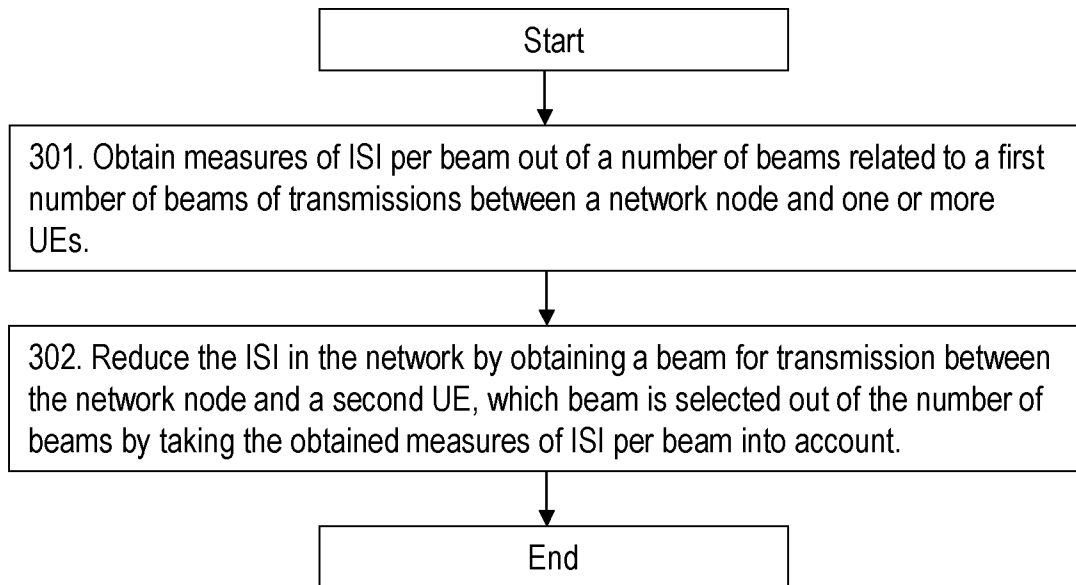 Start
301. Obtain measures of ISI per beam out of a number of beams related to a first
number of beams of transmissions between a network node and one or more
UEs.
302. Reduce the ISI in the network by obtaining a beam for transmission between
the network node and a second UE, which beam is selected out of the number of
beams by taking the obtained measures of ISI per beam into account.
End